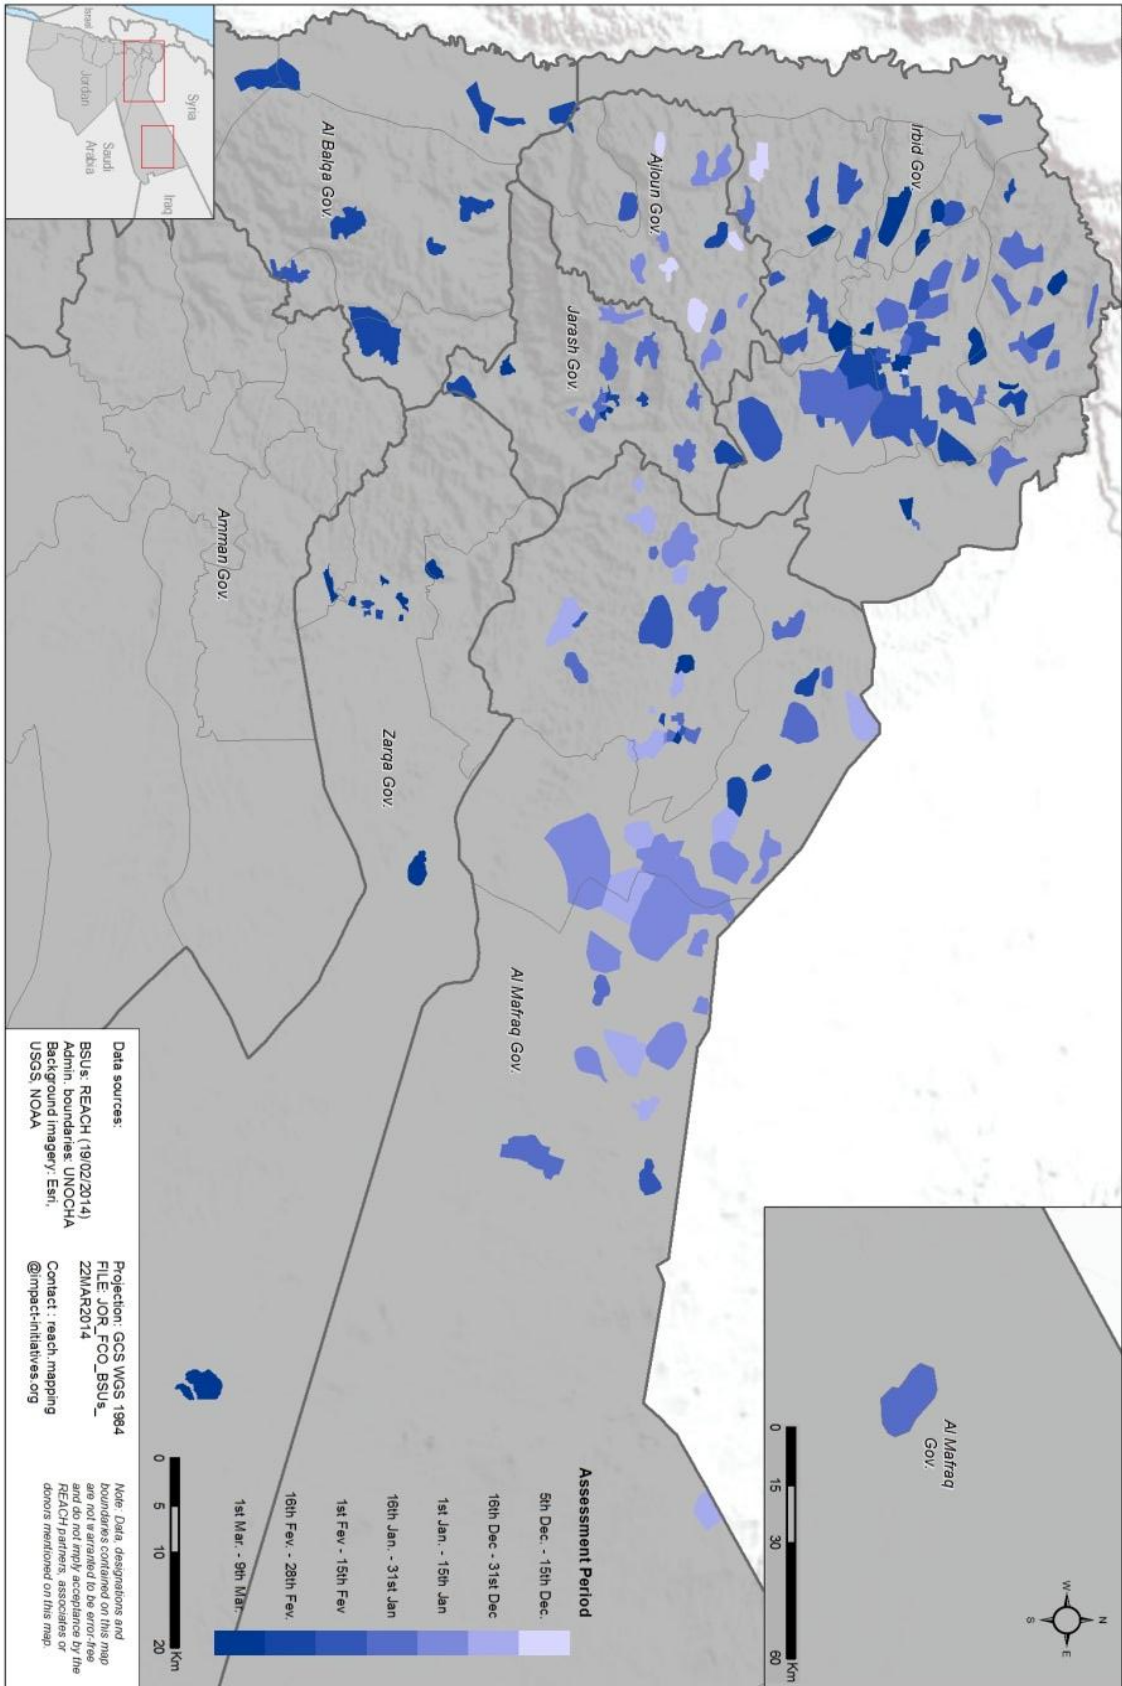 Israel
Syria
Jordan
Iraq
Saudi
Arabia
Irbid Gov.
Ajloun Gov.
Al Balqa Gov.
Jarash Gov.
Amman Gov.
Zarqa Gov.
Al Mafraq Gov.
Al Mafraq
Gov.
N
W
E
S
0
15
30
60
Km
Assessment Period
5th Dec. - 15th Dec.
16th Dec - 31st Dec
1st Jan. - 15th Jan
16th Jan. - 31st Jan
1st Fev - 15th Fev
16th Fev. - 28th Fev.
1st Mar. - 9th Mar.
0
5
10
20
Km
Data sources:
BSUs: REACH (19/02/2014)
Admin. boundaries: UNOCHA
Background imagery: Esri,
USGS, NOAA
Projection: GCS WGS 1984
FILE: JOR_FCO_BSUs_
22MAR2014
Contact : reach.mapping
@impact-initiatives.org
Note: Data, designations and
boundaries contained on this map
are not warranted to be error-free
and do not imply acceptance by the
REACH partners, associates or
donors mentioned on this map.